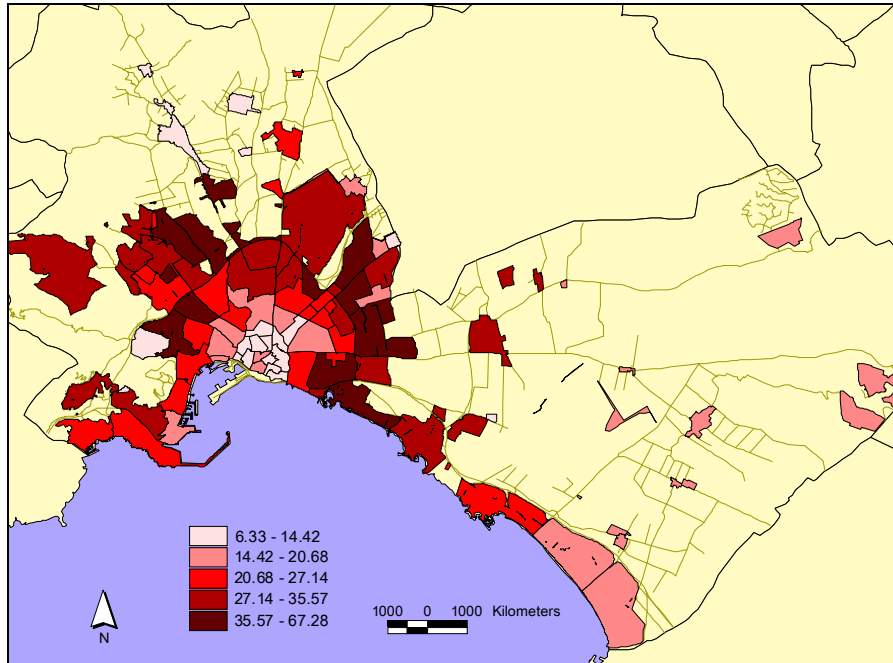 6.33 - 14.42
14.42 - 20.68
20.68 - 27.14
27.14 - 35.57
35.57 - 67.28
N
1000 0 1000 Kilometers